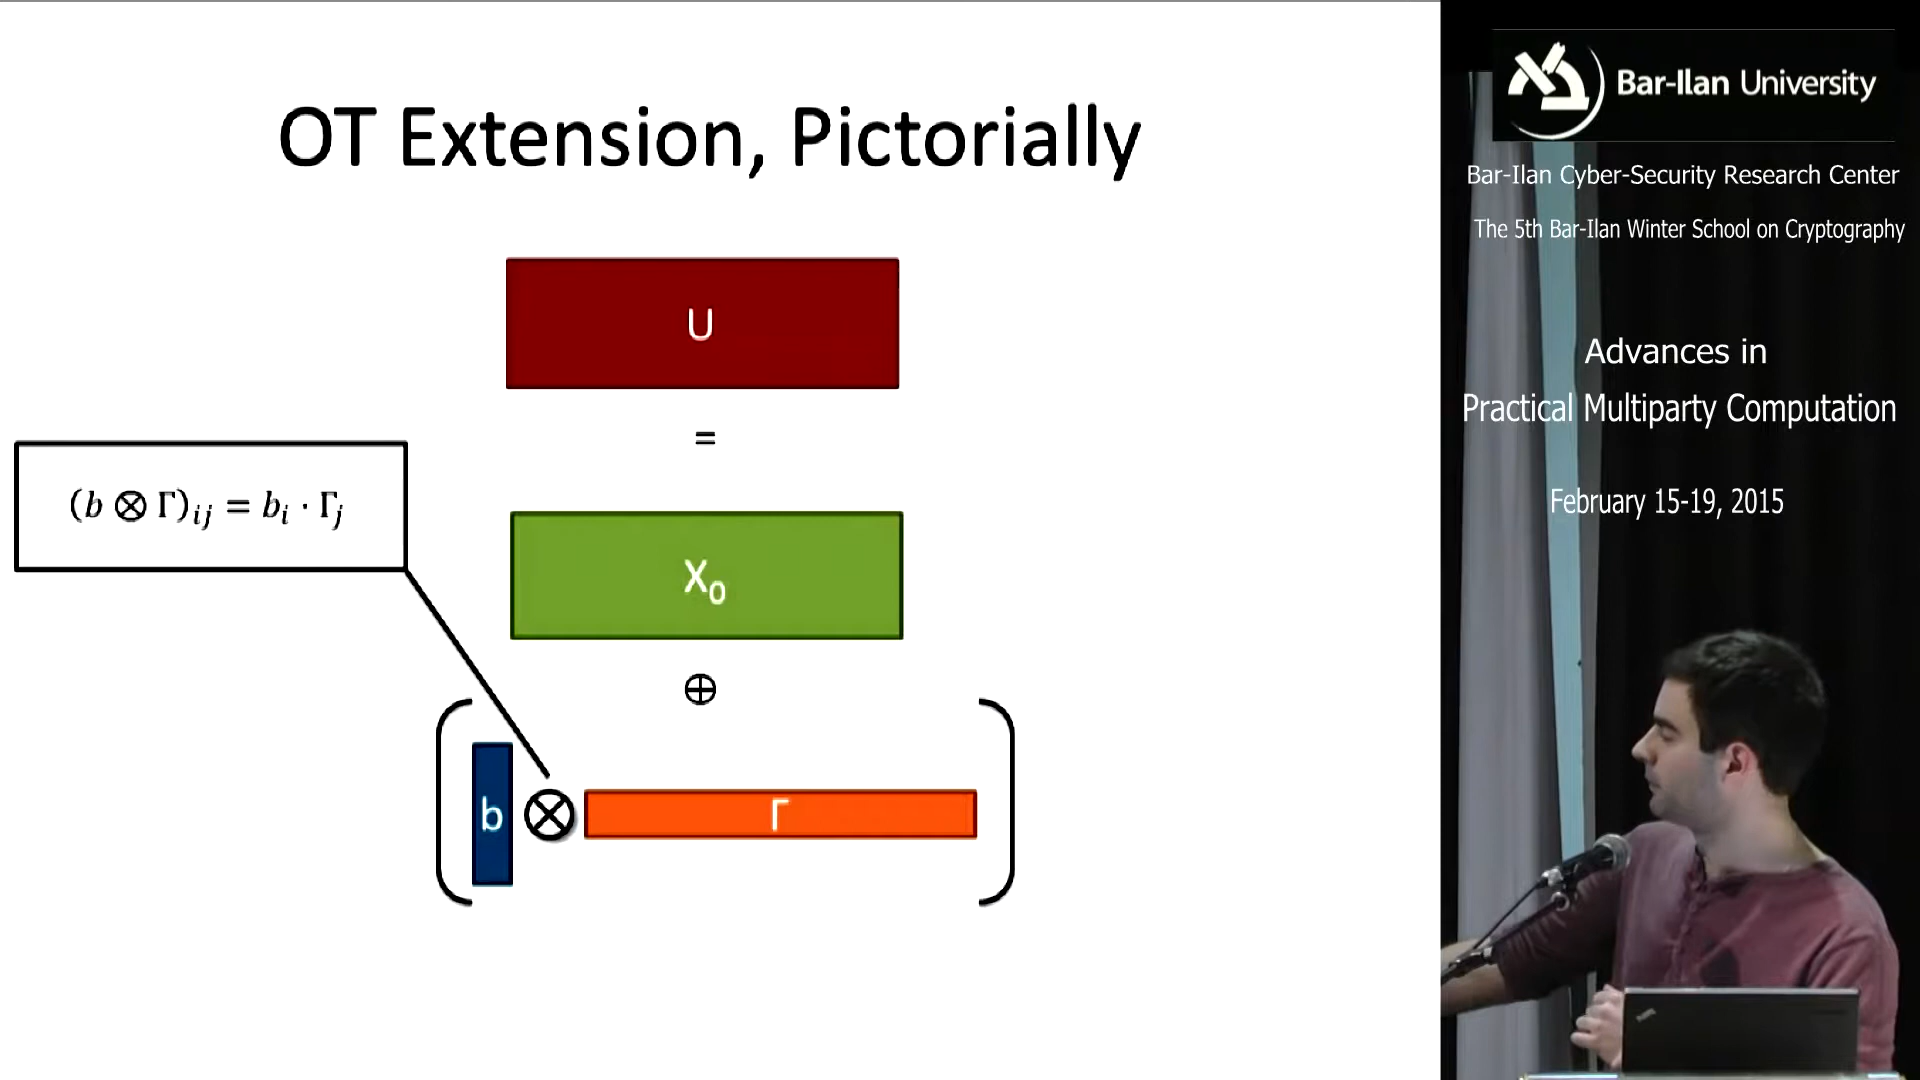 OT Extension, Pictorially
U
=
(b ⊗ Γ)ij = bi · Γj
X0
⊕
b ⊗ Γ
Bar-Ilan University
Bar-Ilan Cyber-Security Research Center
The 5th Bar-Ilan Winter School on Cryptography
Advances in
Practical Multiparty Computation
February 15-19, 2015